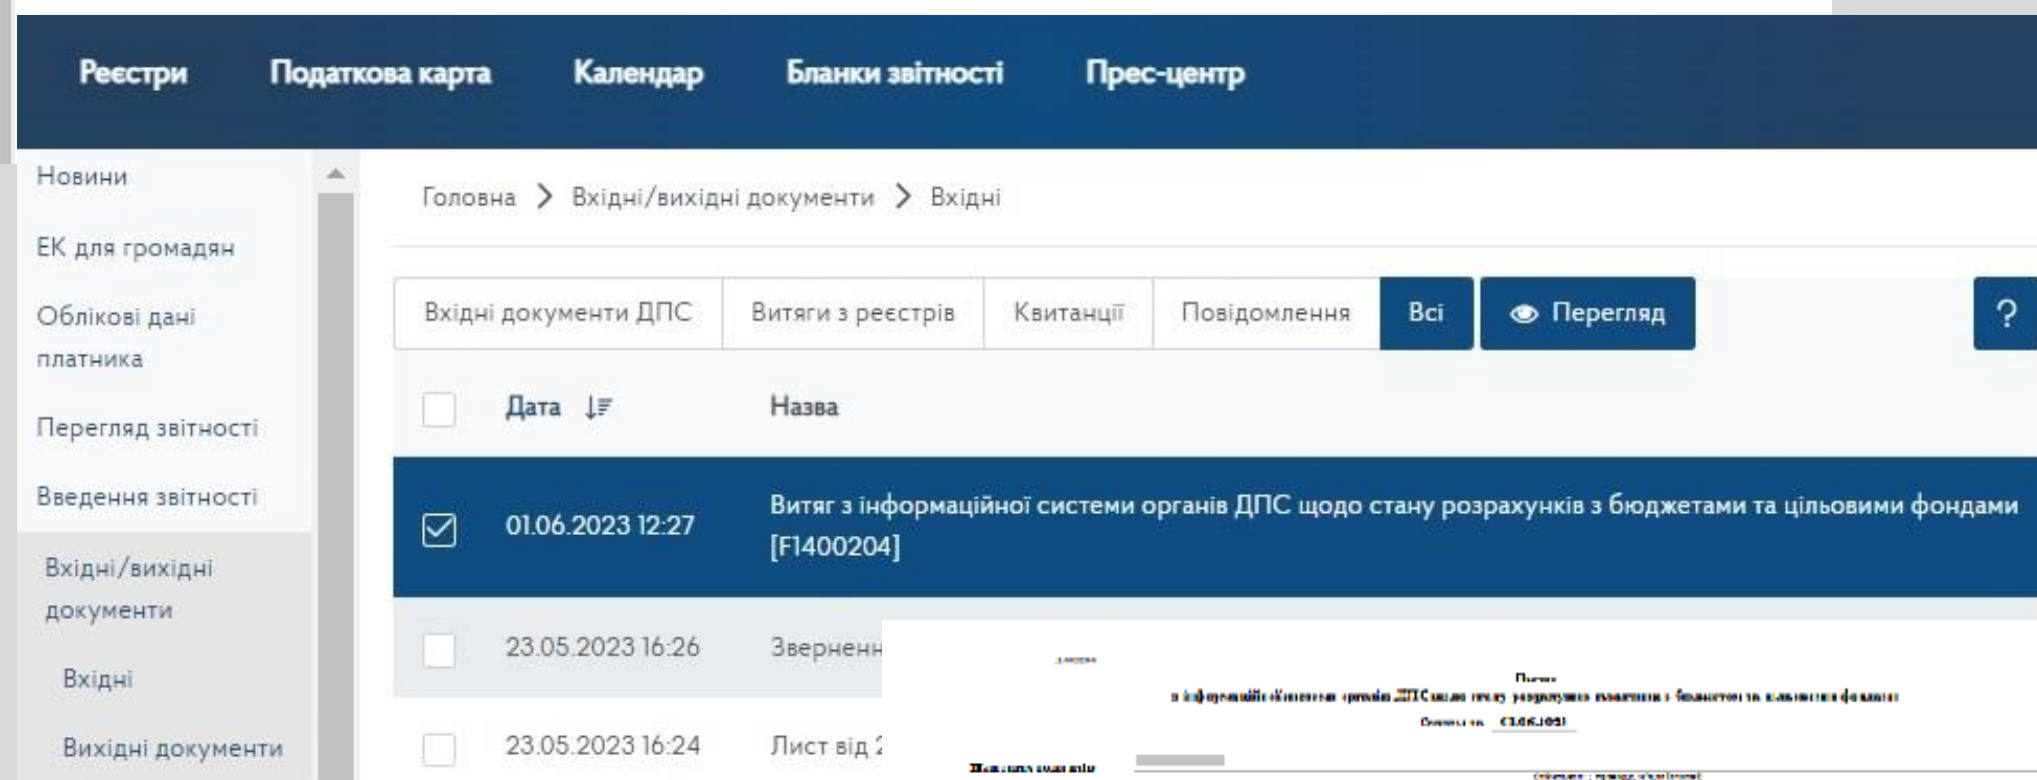 Реєстри Податкова карта Календар Бланки звітності Прес-центр
Новини
ЕК для громадян
Облікові дані
платника
Перегляд звітності
Введення звітності
Вхідні/вихідні
документи
Вхідні
Вихідні документи
Головна > Вхідні/вихідні документи > Вхідні
Вхідні документи ДПС Витяги з реєстрів Квитанції Повідомлення Всі Перегляд ?
Дата Назва
01.06.2023 12:27 Витяг з інформаційної системи органів ДПС щодо стану розрахунків з бюджетами та цільовими фондами
[F1400204]
23.05.2023 16:26
23.05.2023 16:24 Лист від